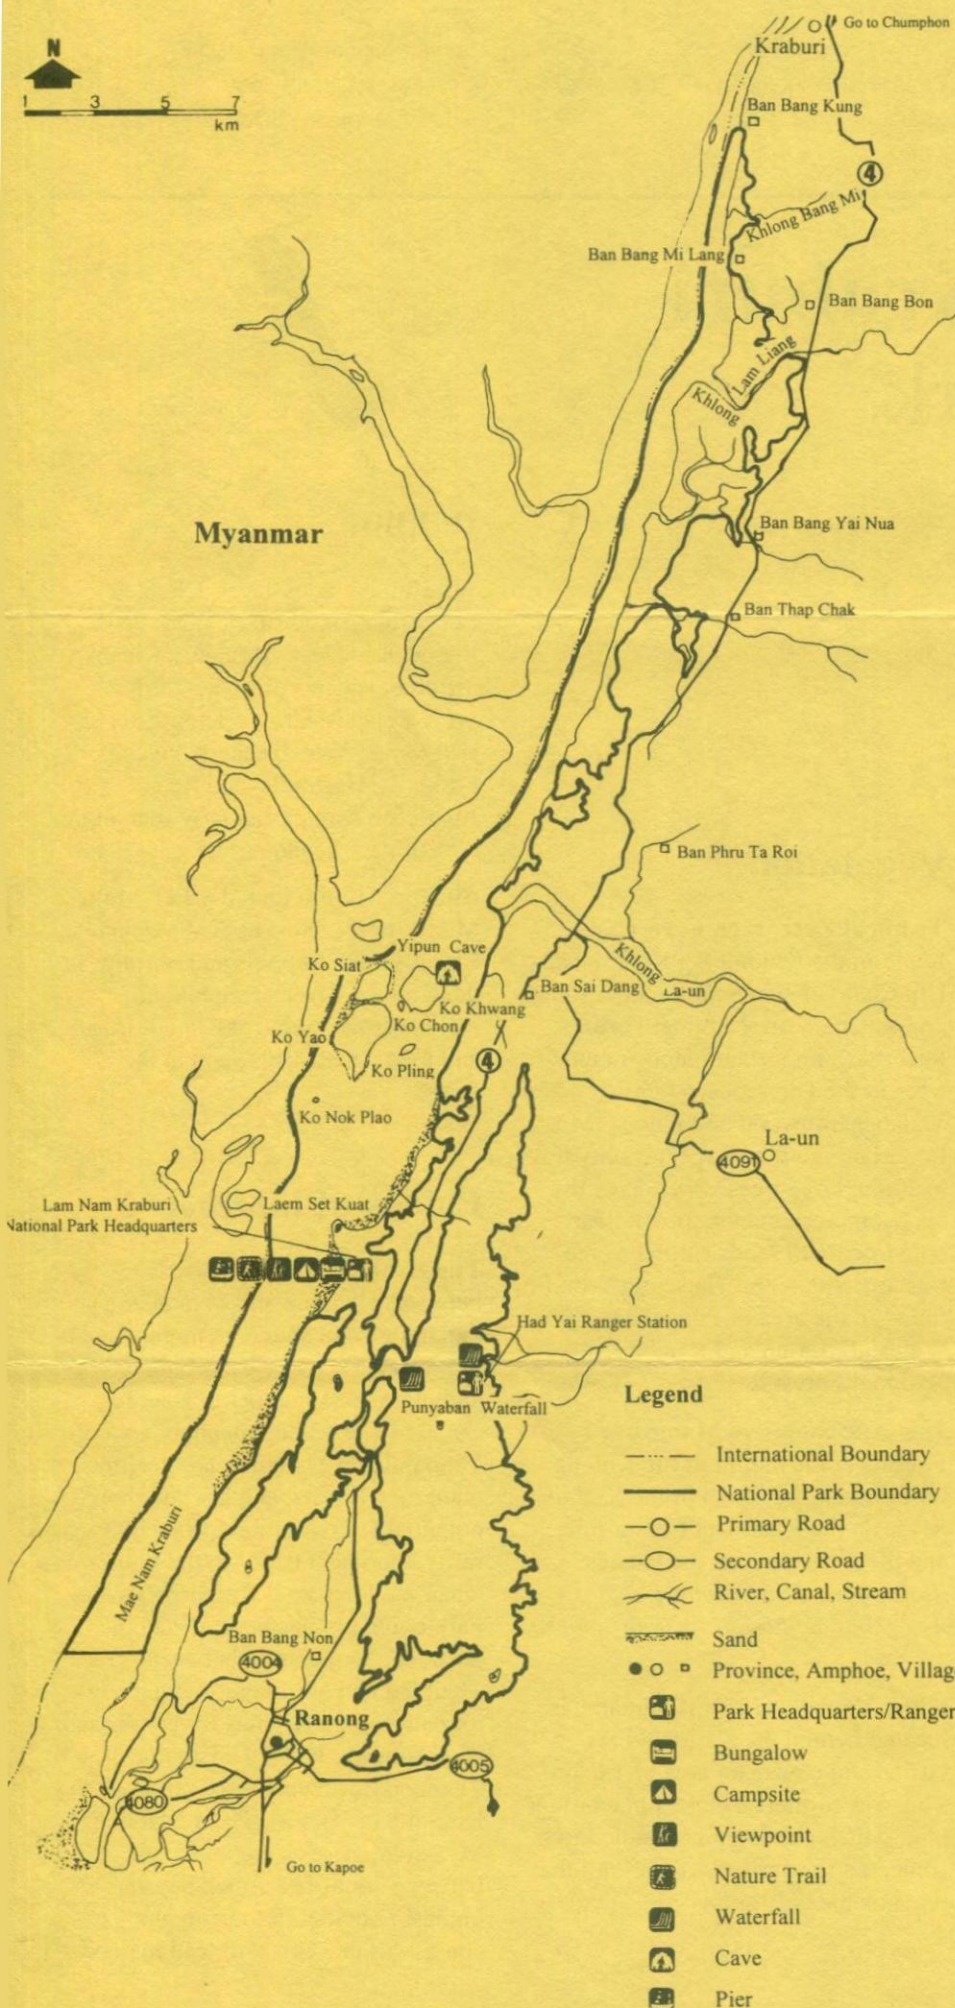 Go to Chumphon
Kraburi
N
1 3 5 7
km
Ban Bang Kung
4
Khlong Bang Mi
Ban Bang Mi Lang
Ban Bang Bon
Khlong Lam Liang
Myanmar
Ban Bang Yai Nua
Ban Thap Chak
Ban Phru Ta Roi
Yipun Cave
Ko Siat
Khlong La-un
Ban Sai Dang
Ko Khwang
Ko Chon
Ko Yao
4
Ko Pling
Ko Nok Plao
La-un
4091
Lam Nam Kraburi
National Park Headquarters
Laem Set Kuat
Had Yai Ranger Station
Punyaban Waterfall
Mae Nam Kraburi
Ban Bang Non
4004
Ranong
4005
4080
Go to Kapoe
Legend
International Boundary
National Park Boundary
Primary Road
Secondary Road
River, Canal, Stream
Sand
Province, Amphoe, Villag
Park Headquarters/Ranger
Bungalow
Campsite
Viewpoint
Nature Trail
Waterfall
Cave
Pier